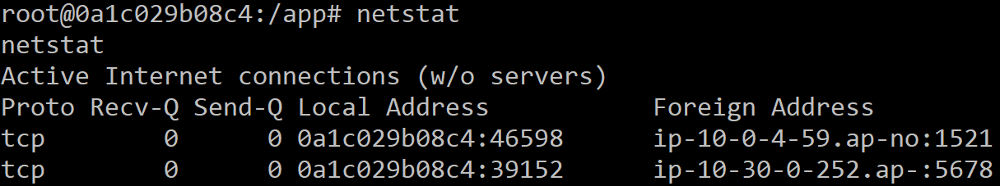 root@0a1c029b08c4:/app# netstat
netstat
Active Internet connections (w/o servers)
Proto Recv-Q Send-Q Local Address           Foreign Address
tcp        0      0 0a1c029b08c4:46598      ip-10-0-4-59.ap-no:1521
tcp        0      0 0a1c029b08c4:39152      ip-10-30-0-252.ap-:5678